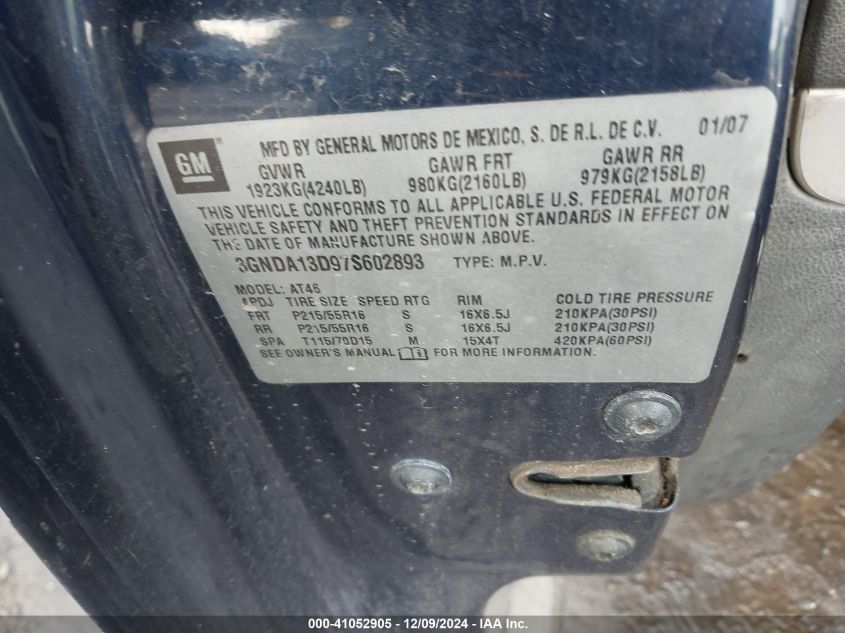 GM
MFD BY GENERAL MOTORS DE MEXICO, S. DE R.L. DE C.V. 01/07
GVWR GAWR FRT GAWR RR
1923KG(4240LB) 980KG(2160LB) 979KG(2158LB)
THIS VEHICLE CONFORMS TO ALL APPLICABLE U.S. FEDERAL MOTOR
VEHICLE SAFETY AND THEFT PREVENTION STANDARDS IN EFFECT ON
THE DATE OF MANUFACTURE SHOWN ABOVE.
3GNDA13D97S602893 TYPE: M.P.V.
MODEL: AT46
APDJ TIRE SIZE SPEED RTG RIM COLD TIRE PRESSURE
FRT P215/55R16 S 16X6.5J 210KPA(30PSI)
RR P215/55R16 S 16X6.5J 210KPA(30PSI)
SPA T115/70D15 M 15X4T 420KPA(60PSI)
SEE OWNER'S MANUAL FOR MORE INFORMATION.
000-41052905 - 12/09/2024 - IAA Inc.